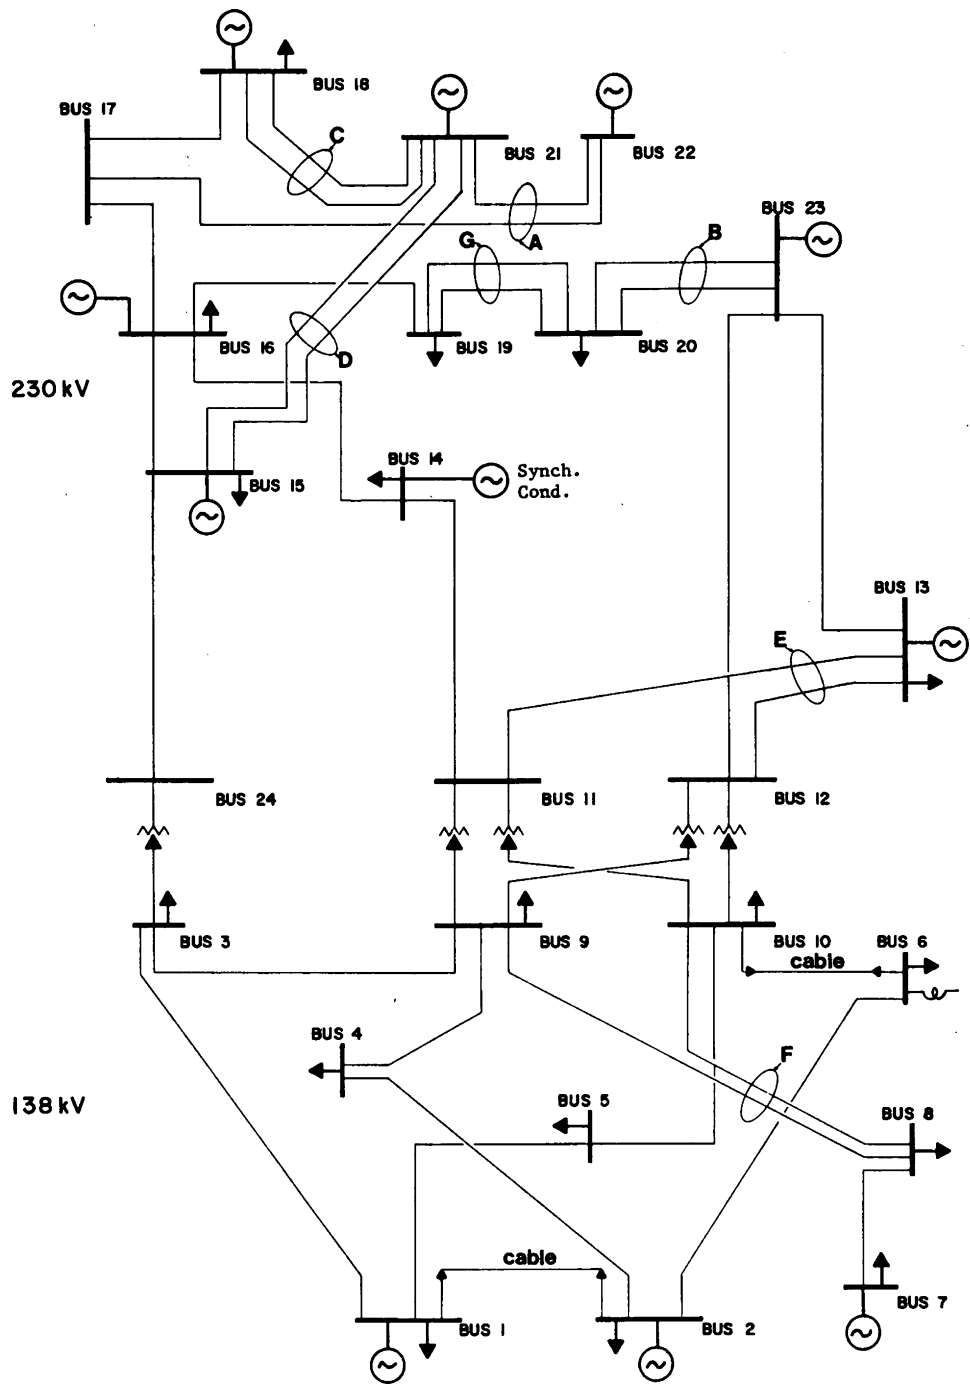 BUS 18
BUS 17
C
BUS 21
BUS 22
A
BUS 23
G
B
BUS 16
D
BUS 19
BUS 20
230 kV
BUS 14
BUS 15
Synch.
Cond.
BUS 13
E
BUS 24
BUS 11
BUS 12
BUS 3
BUS 9
BUS 10
BUS 6
cable
BUS 4
F
138 kV
BUS 5
BUS 8
cable
BUS 1
BUS 2
BUS 7